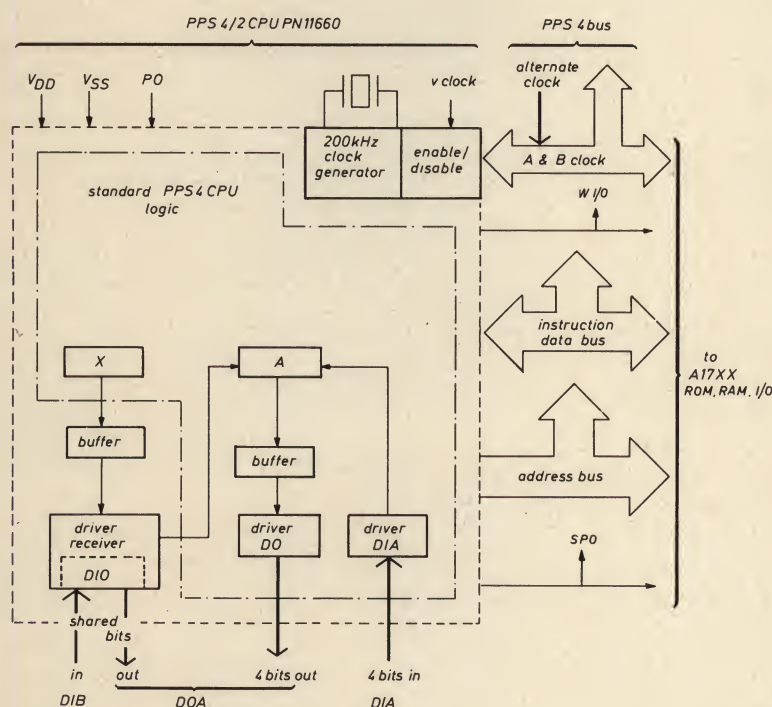 PPS 4/2 CPU PN11660
PPS 4bus
VDD
VSS
PO
v clock
alternate
clock
200kHz
clock
generator
enable/
disable
A & B clock
standard PPS4 CPU
logic
W I/O
instruction
data bus
to
A17XX
ROM, RAM, I/O
X
A
buffer
buffer
address bus
driver
receiver
DIO
driver
DO
driver
DIA
SPO
shared
bits
in
out
4 bits out
4 bits in
DIB
DOA
DIA